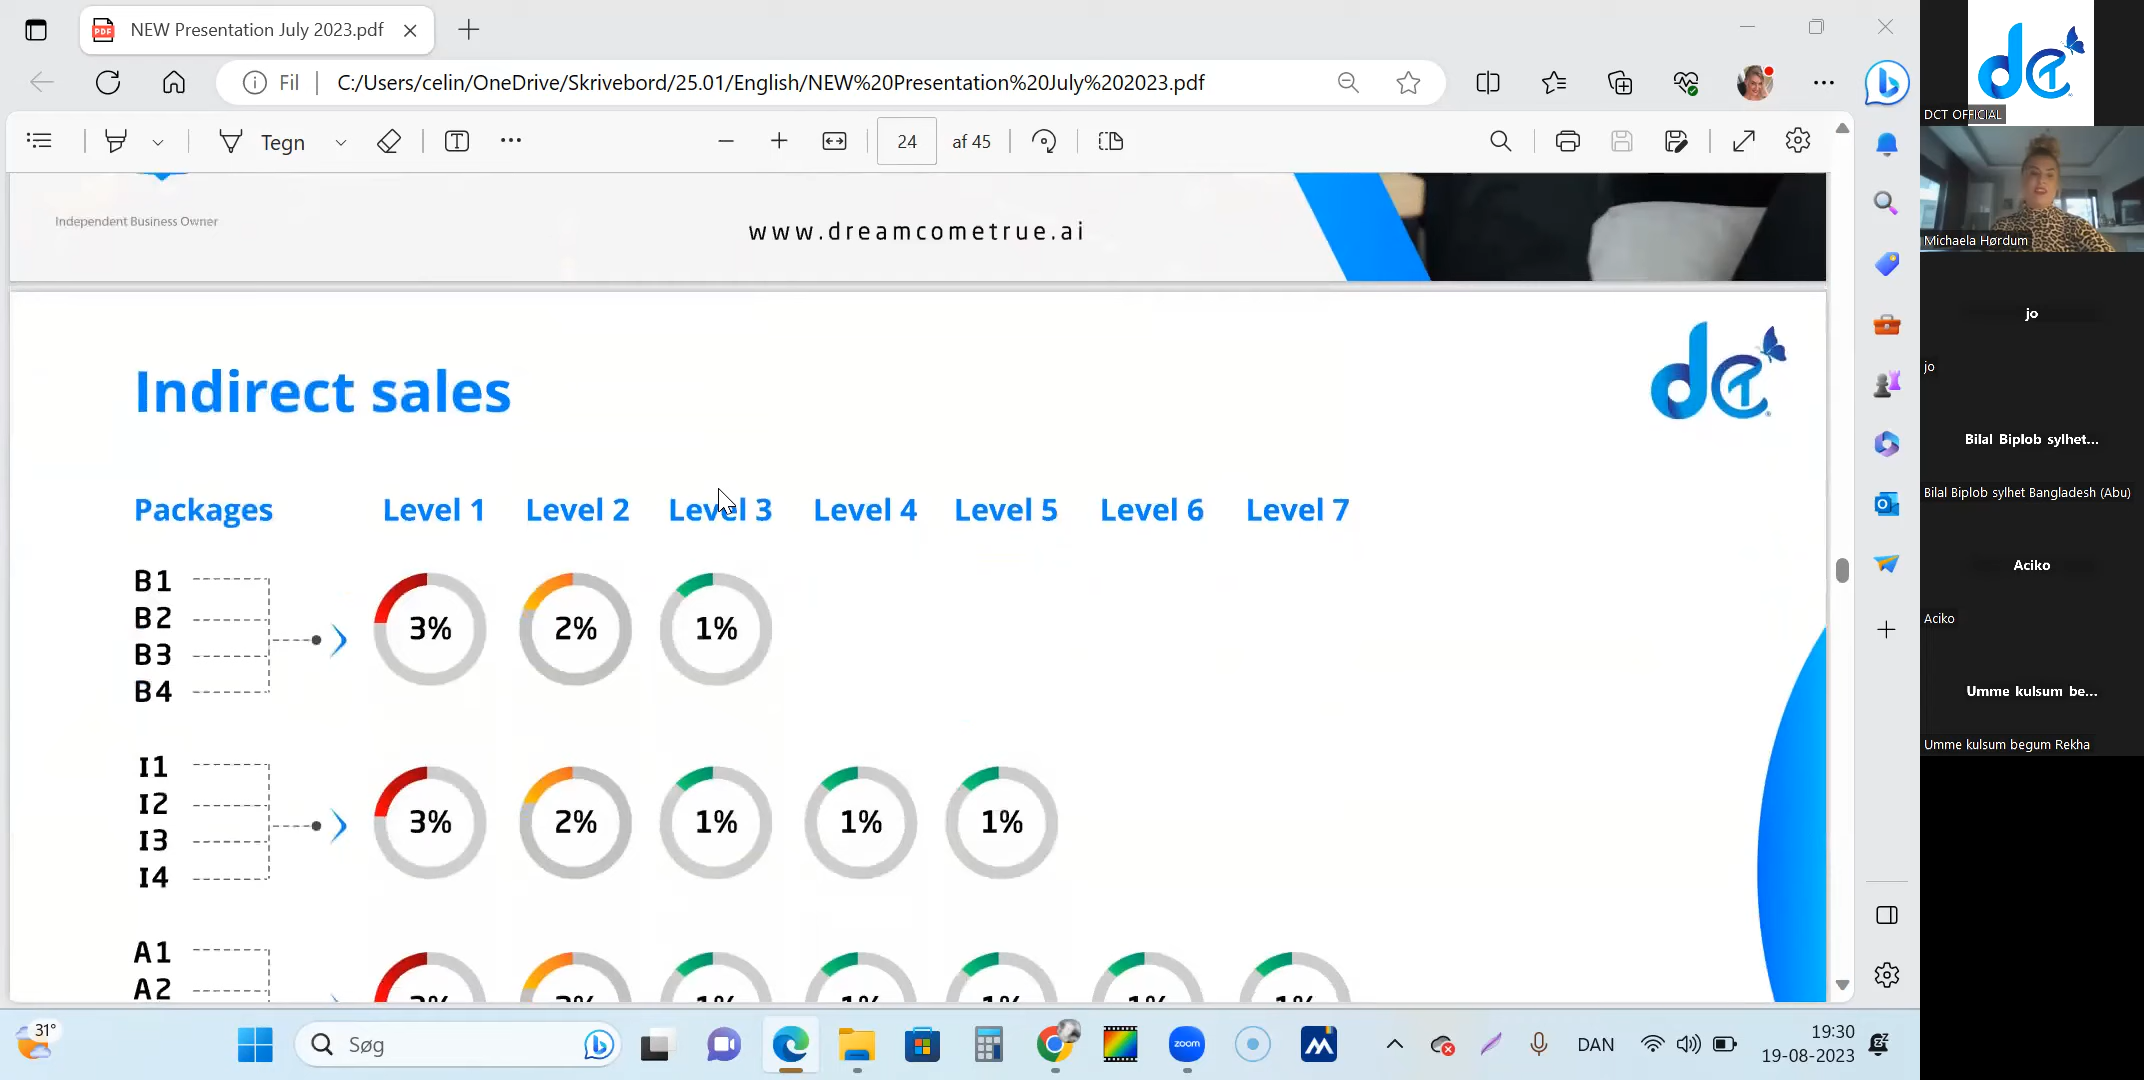 NEW Presentation July 2023.pdf
PDF
Fil
C:/Users/celin/OneDrive/Skrivebord/25.01/English/NEW%20Presentation%20July%202023.pdf
Tegn
24
af 45
Independent Business Owner
www.dreamcometrue.ai
Indirect sales
dct
Packages Level 1 Level 2 Level 3 Level 4 Level 5 Level 6 Level 7
B1
B2
B3
B4
3% 2% 1%
I1
I2
I3
I4
3% 2% 1% 1% 1%
A1
A2
dct
DCT OFFICIAL
Michaela Hørdum
jo
jo
Bilal Biplob sylhet...
Bilal Biplob sylhet Bangladesh (Abu)
Aciko
Aciko
Umme kulsum be...
Umme kulsum begum Rekha
31°
Søg
zoom
DAN
19:30
19-08-2023